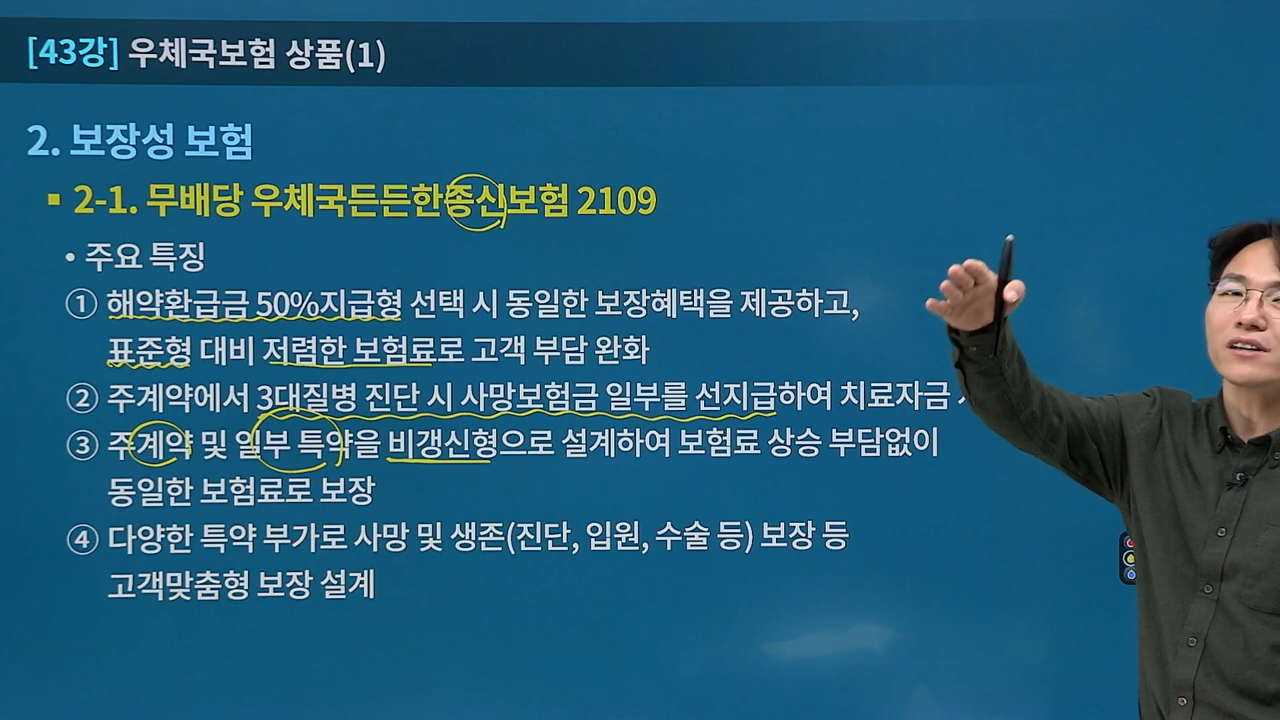 [43강] 우체국보험 상품(1)
2. 보장성 보험
▪ 2-1. 무배당 우체국든든한종신보험 2109
• 주요 특징
① 해약환급금 50%지급형 선택 시 동일한 보장혜택을 제공하고,
표준형 대비 저렴한 보험료로 고객 부담 완화
② 주계약에서 3대질병 진단 시 사망보험금 일부를 선지급하여 치료자금
③ 주계약 및 일부 특약을 비갱신형으로 설계하여 보험료 상승 부담없이
동일한 보험료로 보장
④ 다양한 특약 부가로 사망 및 생존(진단, 입원, 수술 등) 보장 등
고객맞춤형 보장 설계